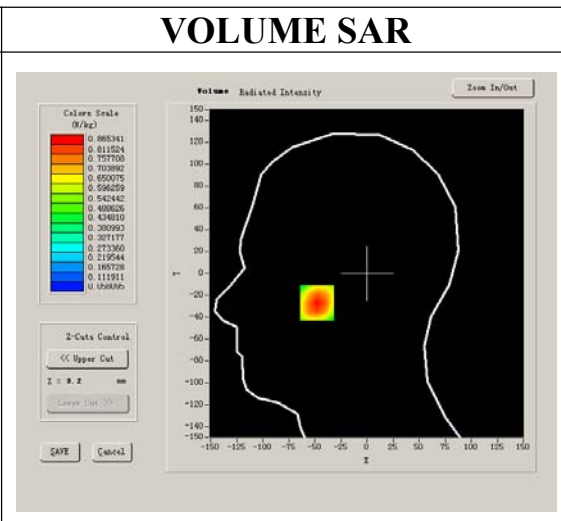 VOLUME SAR
Volume Radiated Intensity
Zoom In/Out
Colors Scale
(W/kg)
0.865341
0.811524
0.757708
0.703892
0.650075
0.596259
0.542442
0.488626
0.434810
0.380993
0.327177
0.273360
0.219544
0.165728
0.111911
0.058095
Z-Cuts Control
<< Upper Cut
Z = 8.2 mm
Lower Cut >>
SAVE Cancel
150
140
120
100
80
60
40
20
0
-20
-40
-60
-80
-100
-120
-140
-150
Y
-150 -125 -100 -75 -50 -25 0 25 50 75 100 125 150
X